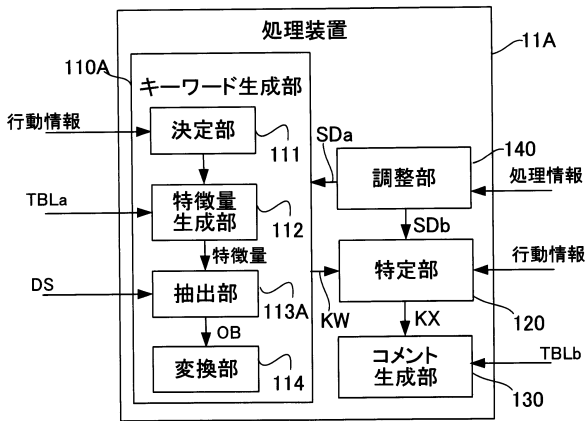 処理装置
11A
110A
キーワード生成部
行動情報
決定部
111
SDa
140
調整部
処理情報
TBLa
特徴量
生成部
112
SDb
特徴量
特定部
行動情報
DS
抽出部
113A
KW
120
OB
KX
変換部
114
コメント
生成部
TBLb
130